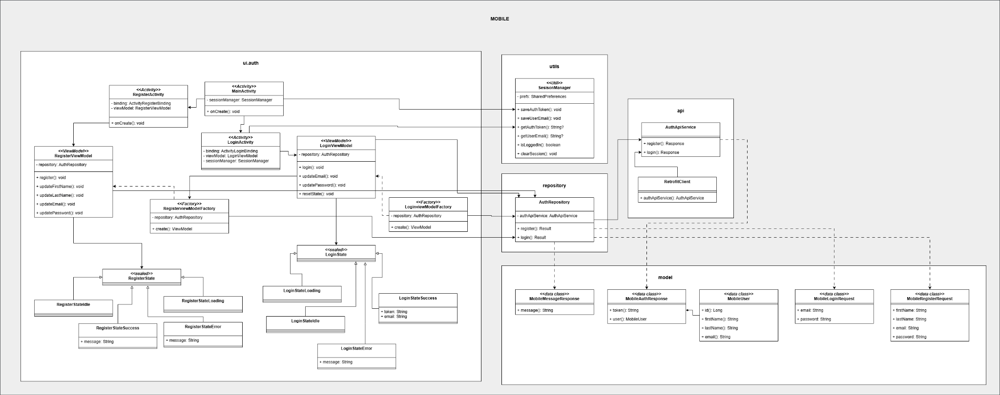 MOBILE
ui.auth
<<Activity>>
RegisterActivity
- binding: ActivityRegisterBinding
- viewModel: RegisterViewModel
+ onCreate(): void
<<Activity>>
MainActivity
- sessionManager: SessionManager
+ onCreate(): void
<<Activity>>
LoginActivity
- binding: ActivityLoginBinding
- viewModel: LoginViewModel
- sessionManager: SessionManager
<<ViewModel>>
LoginViewModel
- repository: AuthRepository
+ login(): void
+ updateEmail(): void
+ updatePassword(): void
+ resetState(): void
<<ViewModel>>
RegisterViewModel
- repository: AuthRepository
+ register(): void
+ updateFirstName(): void
+ updateLastName(): void
+ updateEmail(): void
+ updatePassword(): void
<<Factory>>
RegisterviewModelFactory
- repository: AuthRepository
+ create(): ViewModel
<<Factory>>
LoginviewModelFactory
- repository: AuthRepository
+ create(): ViewModel
<<sealed>>
LoginState
<<sealed>>
RegisterState
RegisterStateIdle
RegisterStateLoading
RegisterStateSuccess
+ message: String
RegisterStateError
+ message: String
LoginStateLoading
LoginStateSuccess
+ token: String
+ email: String
LoginStateIdle
LoginStateError
+ message: String
utils
<<Util>>
SesisonManager
- prefs: SharedPreferences
+ saveAuthToken(): void
+ saveUserEmail(): void
+ getAuthToken(): String?
+ getUserEmail(): String?
+ isLoggedIn(): boolean
+ clearSession(): void
api
AuthApiService
+ register(): Response
+ login(): Response
RetrofitClient
+ authApiService(): AuthApiService
repository
AuthRepository
- authApiService: AuthApiService
+ register(): Result
+ login(): Result
model
<<data class>>
MobileMessageResponse
+ message(): String
<<data class>>
MobileAuthResponse
+ token(): String
+ user(): MobileUser
<<data class>>
MobileUser
+ id(): Long
+ firstName(): String
+ lastName(): String
+ email(): String
<<data class>>
MobileLoginRequest
+ email: String
+ password: String
<<data class>>
MobileRegisterRequest
+ firstName: String
+ lastName: String
+ email: String
+ password: String